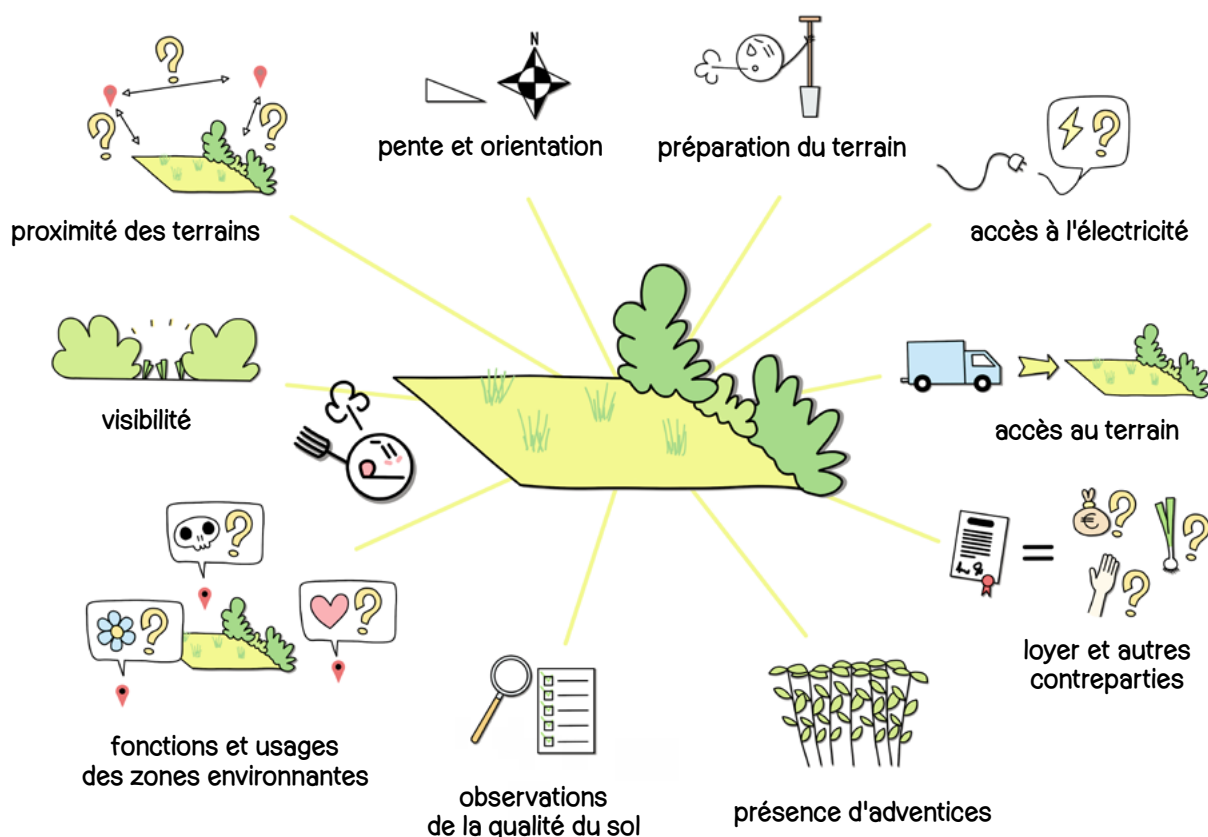 N
pente et orientation
préparation du terrain
proximité des terrains
accès à l'électricité
visibilité
accès au terrain
€
=
loyer et autres
contreparties
fonctions et usages
des zones environnantes
observations
de la qualité du sol
présence d'adventices
?
?
?
?
?
?
?
?
?
?